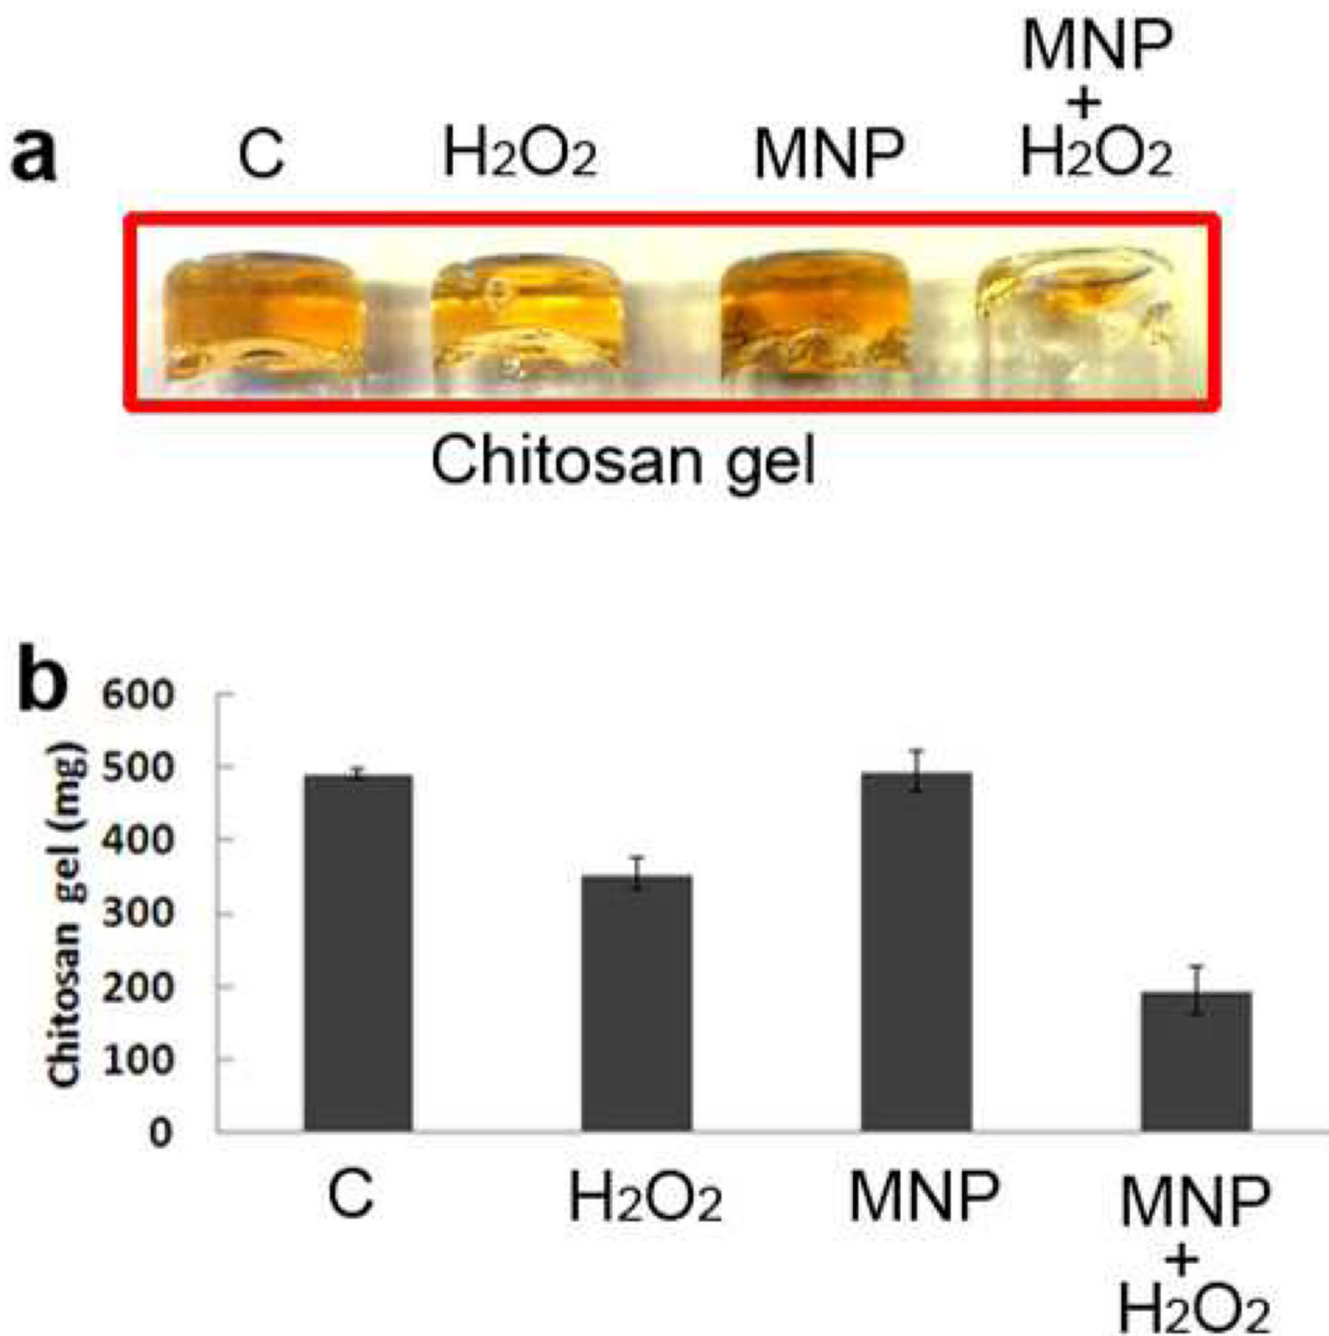 a
C
H2O2
MNP
MNP
+
H2O2
Chitosan gel
b
Chitosan gel (mg)
600
500
400
300
200
100
0
C
H2O2
MNP
MNP
+
H2O2